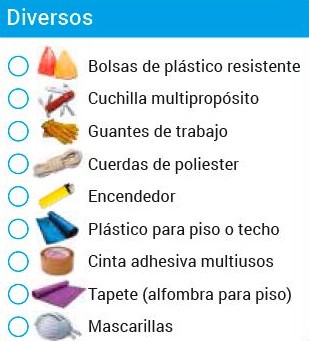 Diversos
Bolsas de plástico resistente
Cuchilla multipropósito
Guantes de trabajo
Cuerdas de poliester
Encendedor
Plástico para piso o techo
Cinta adhesiva multiusos
Tapete (alfombra para piso)
Mascarillas